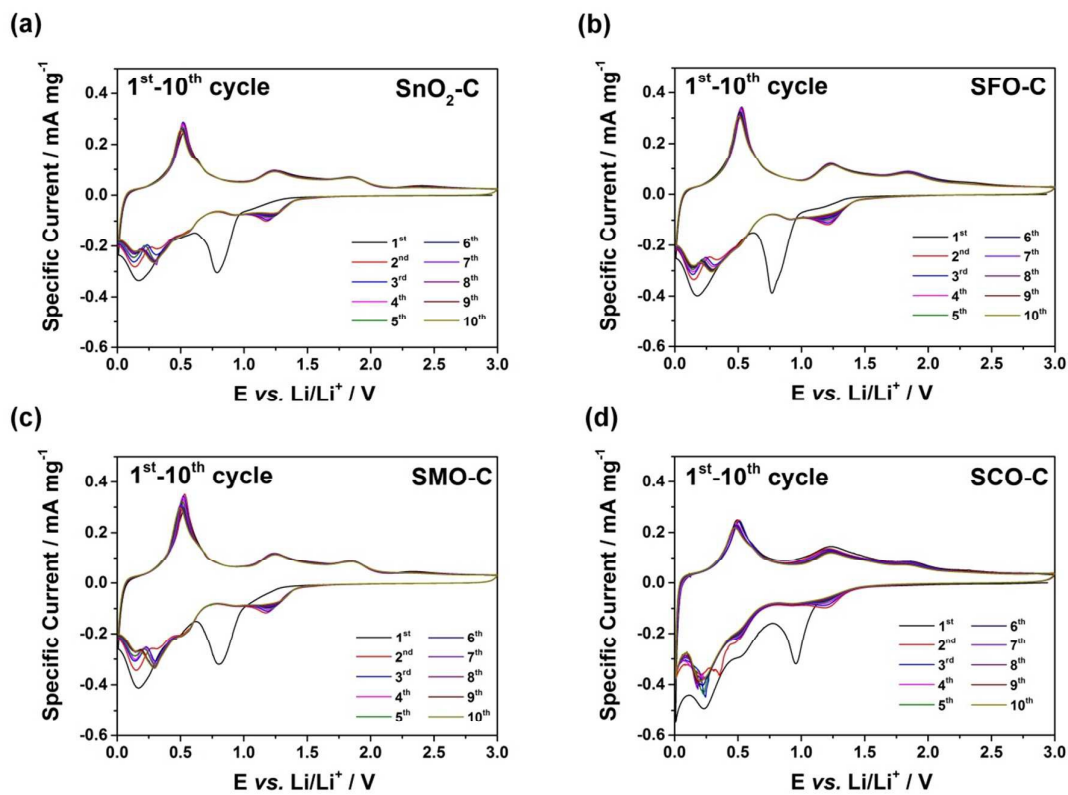 (a)
1st-10th cycle
SnO2-C
Specific Current / mA mg-1
0.4
0.2
0.0
-0.2
-0.4
-0.6
1st
2nd
3rd
4th
5th
6th
7th
8th
9th
10th
0.0
0.5
1.0
1.5
2.0
2.5
3.0
E vs. Li/Li+ / V
(b)
1st-10th cycle
SFO-C
Specific Current / mA mg-1
0.4
0.2
0.0
-0.2
-0.4
-0.6
1st
2nd
3rd
4th
5th
6th
7th
8th
9th
10th
0.0
0.5
1.0
1.5
2.0
2.5
3.0
E vs. Li/Li+ / V
(c)
1st-10th cycle
SMO-C
Specific Current / mA mg-1
0.4
0.2
0.0
-0.2
-0.4
-0.6
1st
2nd
3rd
4th
5th
6th
7th
8th
9th
10th
0.0
0.5
1.0
1.5
2.0
2.5
3.0
E vs. Li/Li+ / V
(d)
1st-10th cycle
SCO-C
Specific Current / mA mg-1
0.4
0.2
0.0
-0.2
-0.4
-0.6
1st
2nd
3rd
4th
5th
6th
7th
8th
9th
10th
0.0
0.5
1.0
1.5
2.0
2.5
3.0
E vs. Li/Li+ / V